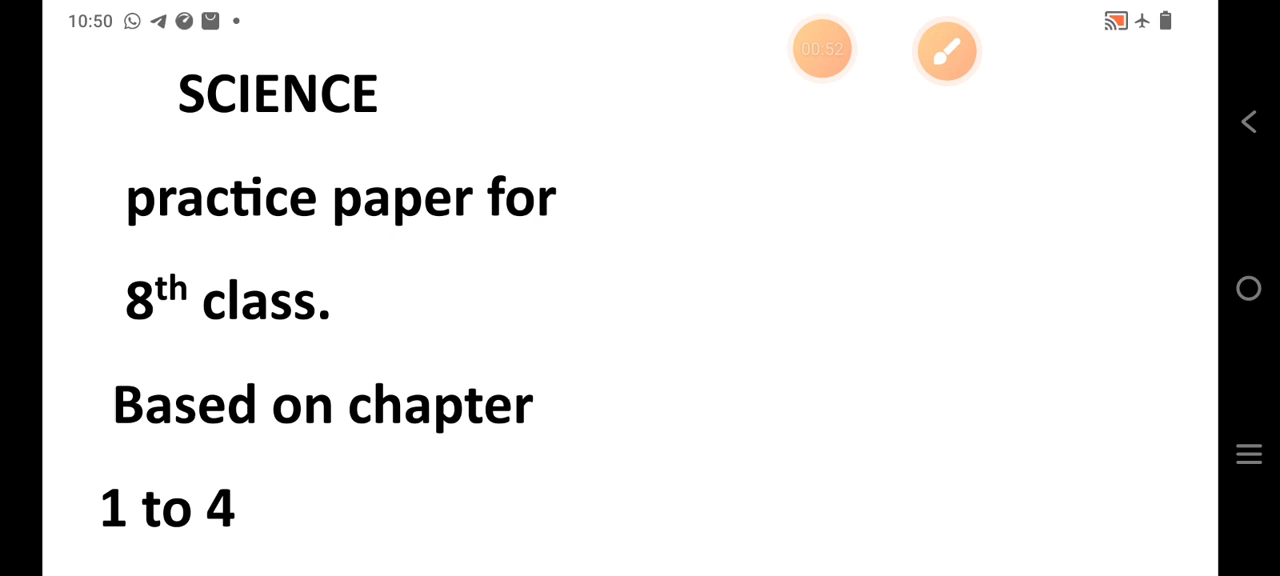 10:50
00:52
SCIENCE
practice paper for
8th class.
Based on chapter
1 to 4